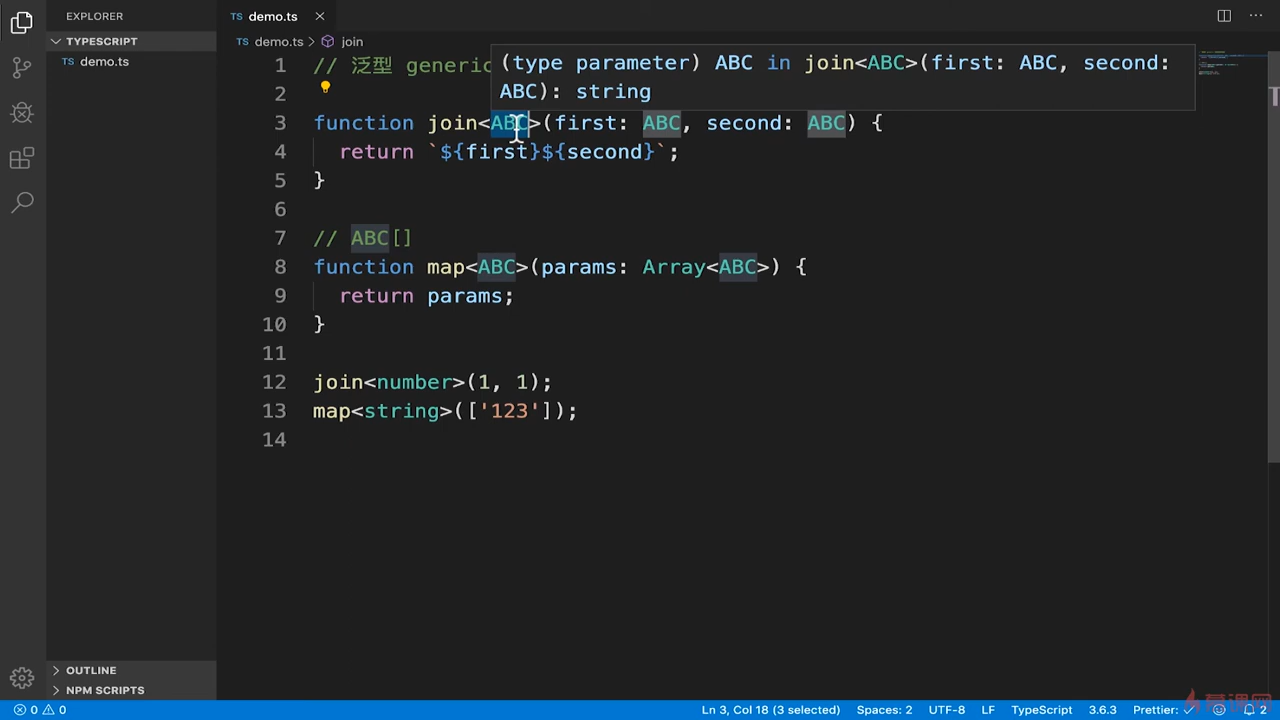 EXPLORER
TS demo.ts
TYPESCRIPT
TS demo.ts > join
TS demo.ts
1 // 泛型 generic
(type parameter) ABC in join<ABC>(first: ABC, second:
ABC): string
2
3 function join<ABC>(first: ABC, second: ABC) {
4 return `${first}${second}`;
5 }
6
7 // ABC[]
8 function map<ABC>(params: Array<ABC>) {
9 return params;
10 }
11
12 join<number>(1, 1);
13 map<string>(['123']);
14
OUTLINE
NPM SCRIPTS
0 0
Ln 3, Col 18 (3 selected)
Spaces: 2
UTF-8
LF
TypeScript
3.6.3
Prettier: ✓
2
慕课网